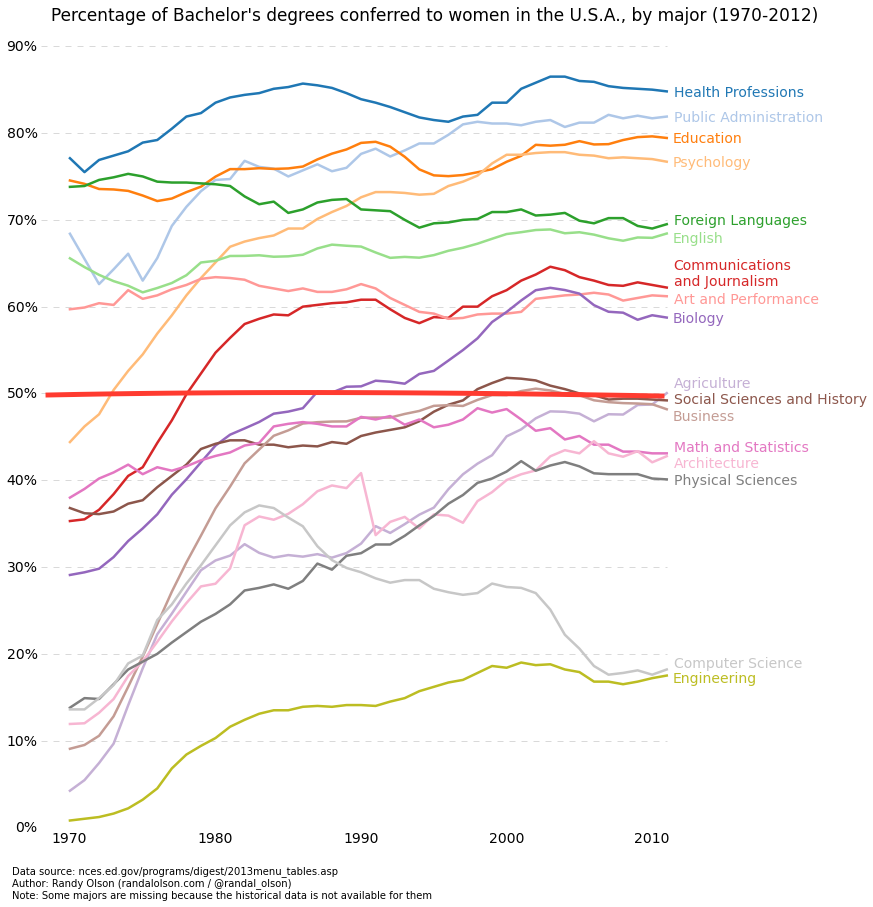 Percentage of Bachelor's degrees conferred to women in the U.S.A., by major (1970-2012)
90%
80%
70%
60%
50%
40%
30%
20%
10%
0%
Health Professions
Public Administration
Education
Psychology
Foreign Languages
English
Communications
and Journalism
Art and Performance
Biology
Agriculture
Social Sciences and History
Business
Math and Statistics
Architecture
Physical Sciences
Computer Science
Engineering
1970 1980 1990 2000 2010
Data source: nces.ed.gov/programs/digest/2013menu_tables.asp
Author: Randy Olson (randalolson.com / @randal_olson)
Note: Some majors are missing because the historical data is not available for them